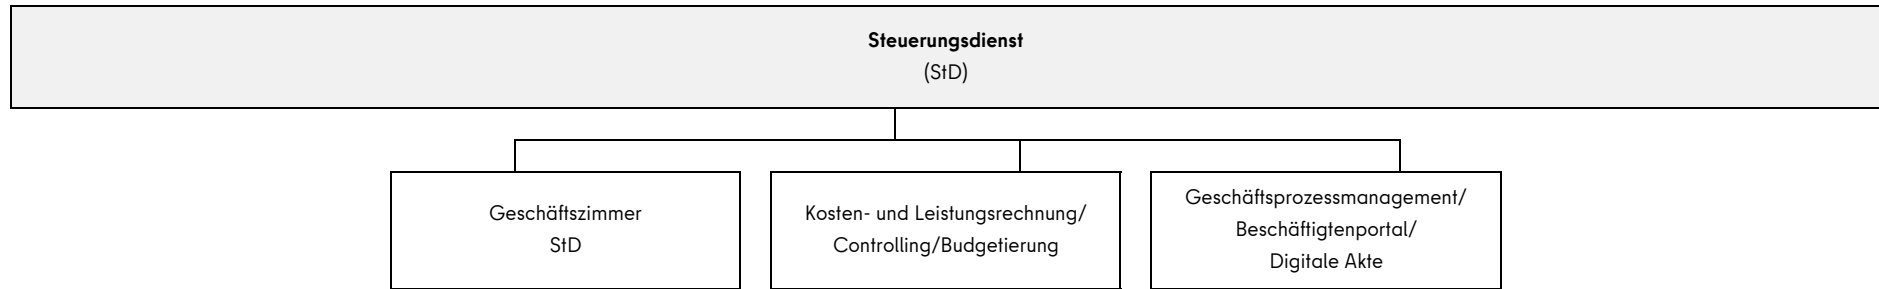 Steuerungsdienst
(StD)
Geschäftszimmer
StD
Kosten- und Leistungsrechnung/
Controlling/Budgetierung
Geschäftsprozessmanagement/
Beschäftigtenportal/
Digitale Akte